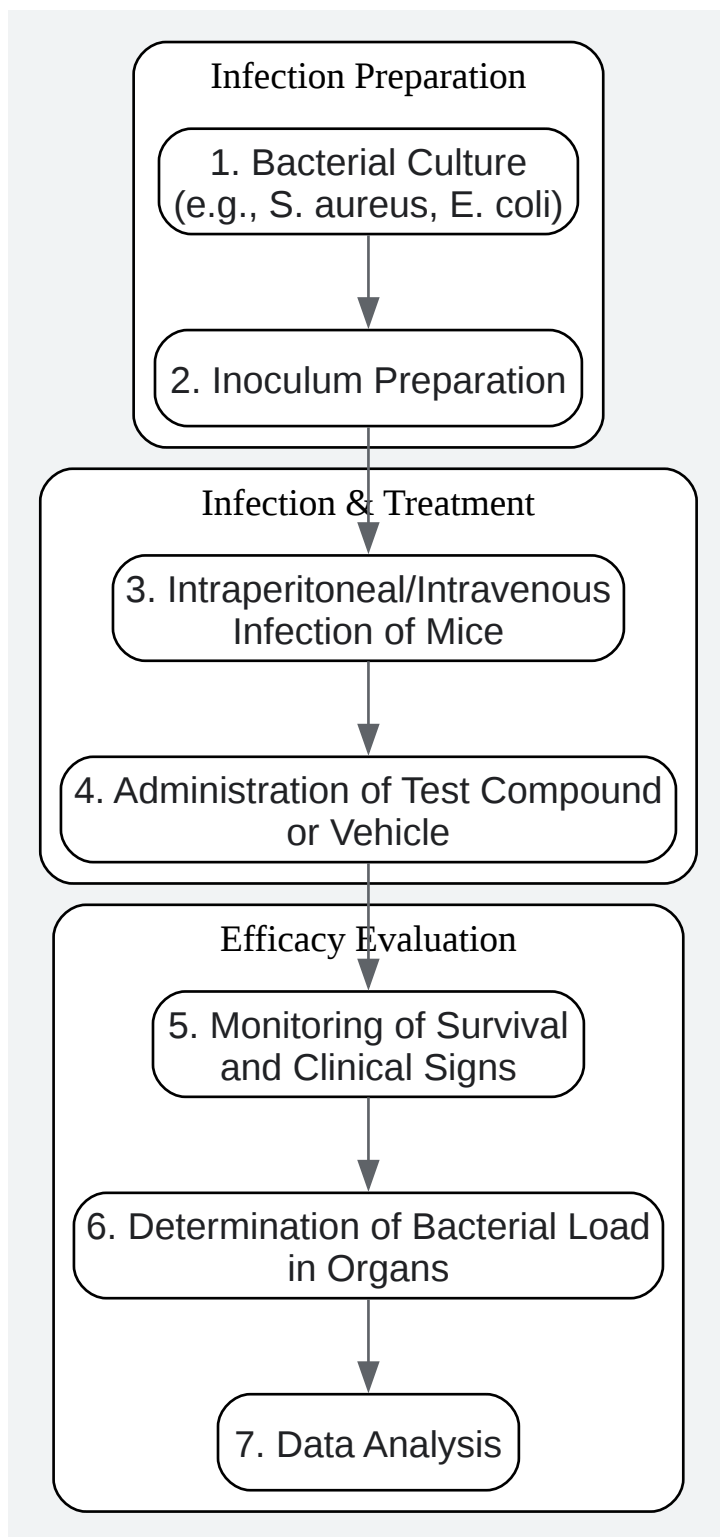 Infection Preparation
1. Bacterial Culture
(e.g., S. aureus, E. coli)
2. Inoculum Preparation
Infection & Treatment
3. Intraperitoneal/Intravenous
Infection of Mice
4. Administration of Test Compound
or Vehicle
Efficacy Evaluation
5. Monitoring of Survival
and Clinical Signs
6. Determination of Bacterial Load
in Organs
7. Data Analysis